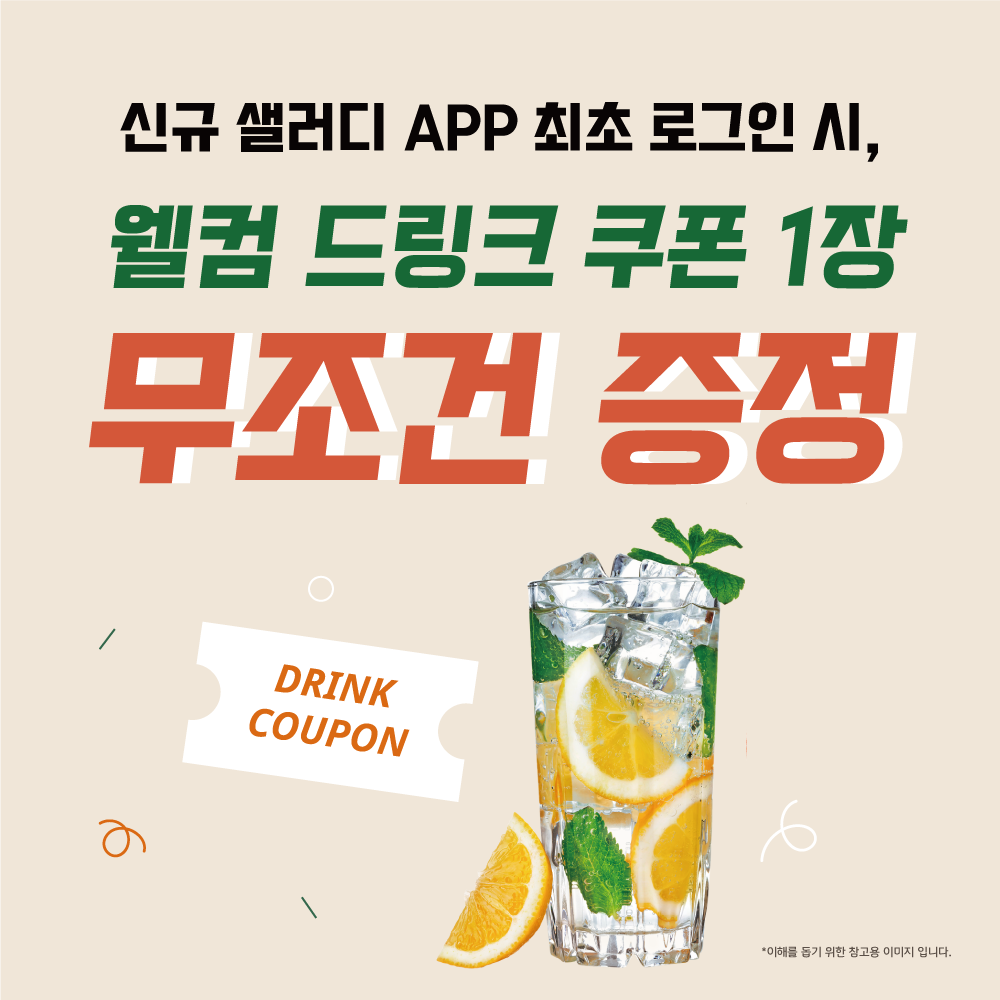 신규 샐러디 APP 최초 로그인 시,
웰컴 드링크 쿠폰 1장
무조건 증정
DRINK
COUPON
*이해를 돕기 위한 참고용 이미지 입니다.